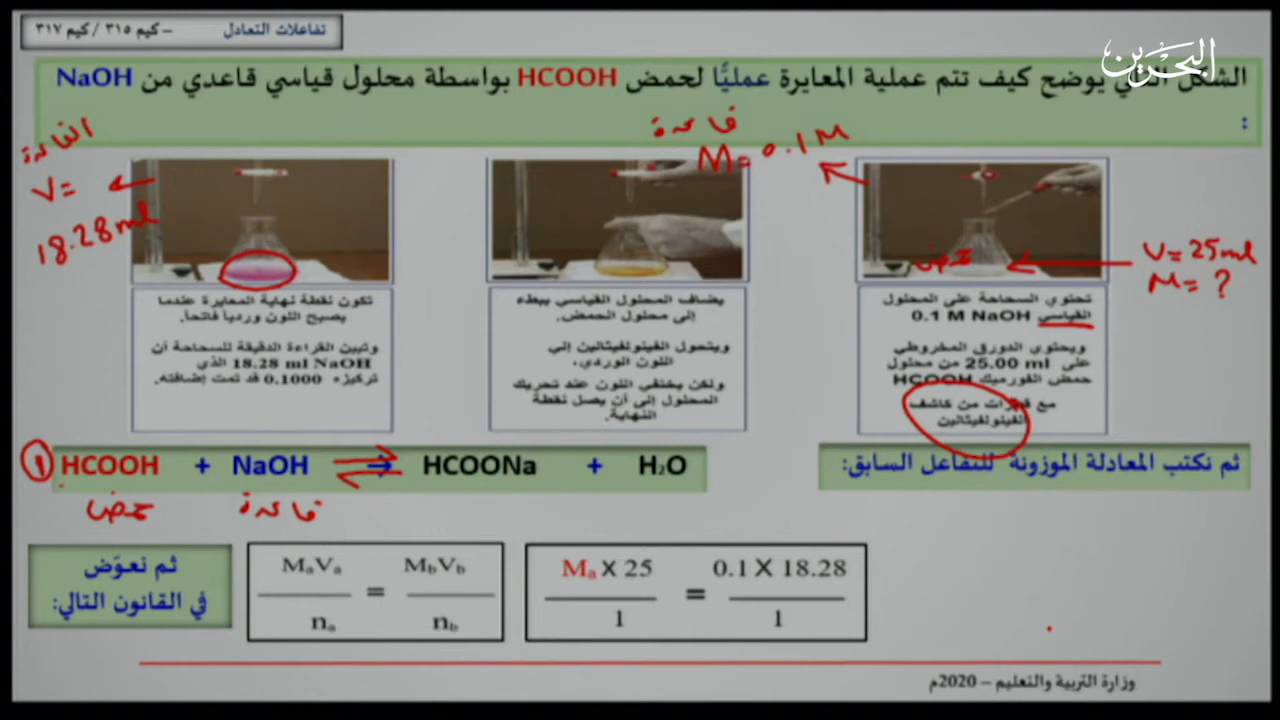 تفاعلات التعادل – كيم ٣١٥ / كيم ٣١٧
البحرين
الشكل التالي يوضح كيف تتم عملية المعايرة عمليًّا لحمض HCOOH بواسطة محلول قياسي قاعدي من NaOH
:
قاعدة
M = 0.1 M
القاعدة
V =
18.28 ml
V = 25 ml
M = ?
حمض
تحتوي السحاحة على المحلول
القياسي 0.1 M NaOH
ويحتوي الدورق المخروطي
على 25.00 ml من محلول
حمض الفورميك HCOOH
مع قطرات من كاشف
الفينولفيثالين
يضاف المحلول القياسي ببطء
إلى محلول الحمض.
ويتحول الفينولفيثالين إلى
اللون الوردي،
ولكن يختفي اللون عند تحريك
المحلول إلى أن يصل نقطة
النهاية.
تكون نقطة نهاية المعايرة عندما
يصبح اللون وردياً فاتحاً.
وتبين القراءة الدقيقة للسحاحة أن
18.28 ml NaOH الذي
تركيزه 0.1000 قد تمت إضافته.
ثم نكتب المعادلة الموزونة للتفاعل السابق:
1 HCOOH + NaOH → HCOONa + H₂O
حمض قاعدة
ثم نعوّض
في القانون التالي:
MₐVₐ / nₐ = M_bV_b / n_b
Mₐ X 25 / 1 = 0.1 X 18.28 / 1
وزارة التربية والتعليم – 2020م